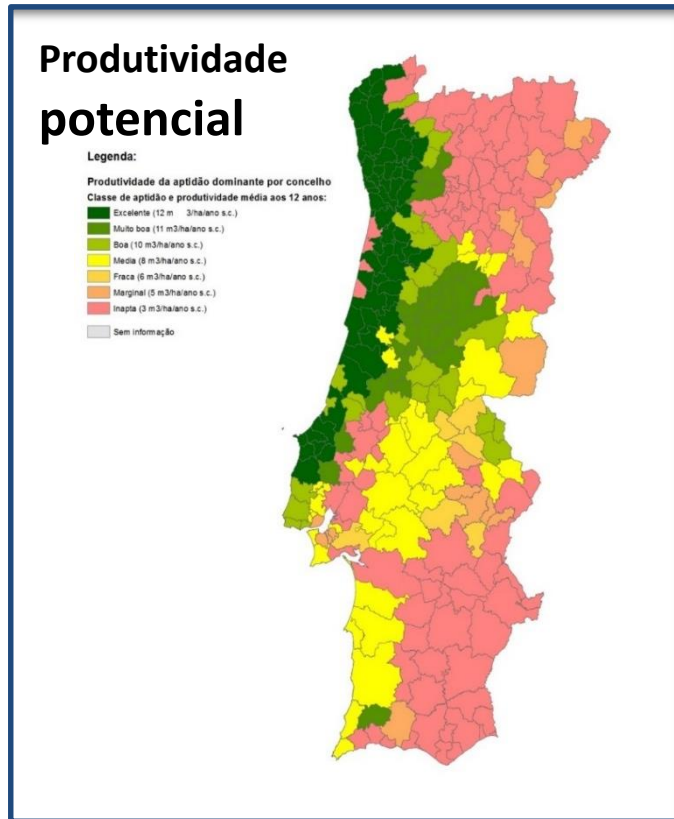 Produtividade
potencial
Legenda:
Produtividade da aptidão dominante por concelho
Classe de aptidão e produtividade média aos 12 anos:
Excelente (12 m 3/ha/ano s.c.)
Muito boa (11 m3/ha/ano s.c.)
Boa (10 m3/ha/ano s.c.)
Media (8 m3/ha/ano s.c.)
Fraca (6 m3/ha/ano s.c.)
Marginal (5 m3/ha/ano s.c.)
Inapta (3 m3/ha/ano s.c.)
Sem informação